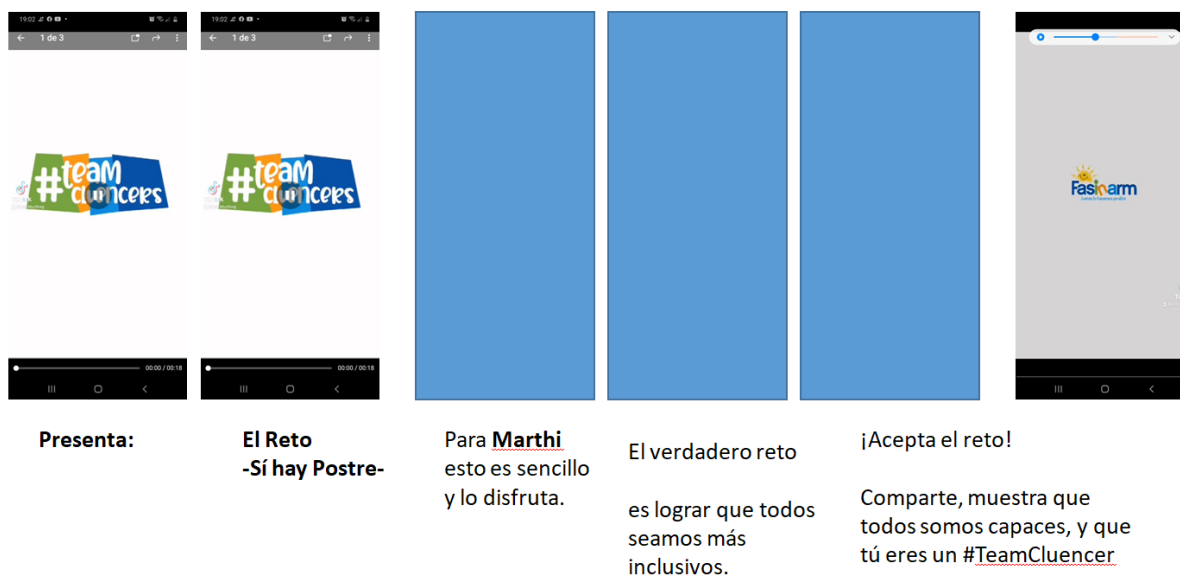 19:02
1 de 3
#team
cluencers
00:00 / 00:18
Presenta:
19:02
1 de 3
#team
cluencers
00:00 / 00:18
El Reto
-Sí hay Postre-
Para Marthi
esto es sencillo
y lo disfruta.
El verdadero reto
es lograr que todos
seamos más
inclusivos.
¡Acepta el reto!
Comparte, muestra que
todos somos capaces, y que
tú eres un #TeamCluencer
Fasinarm